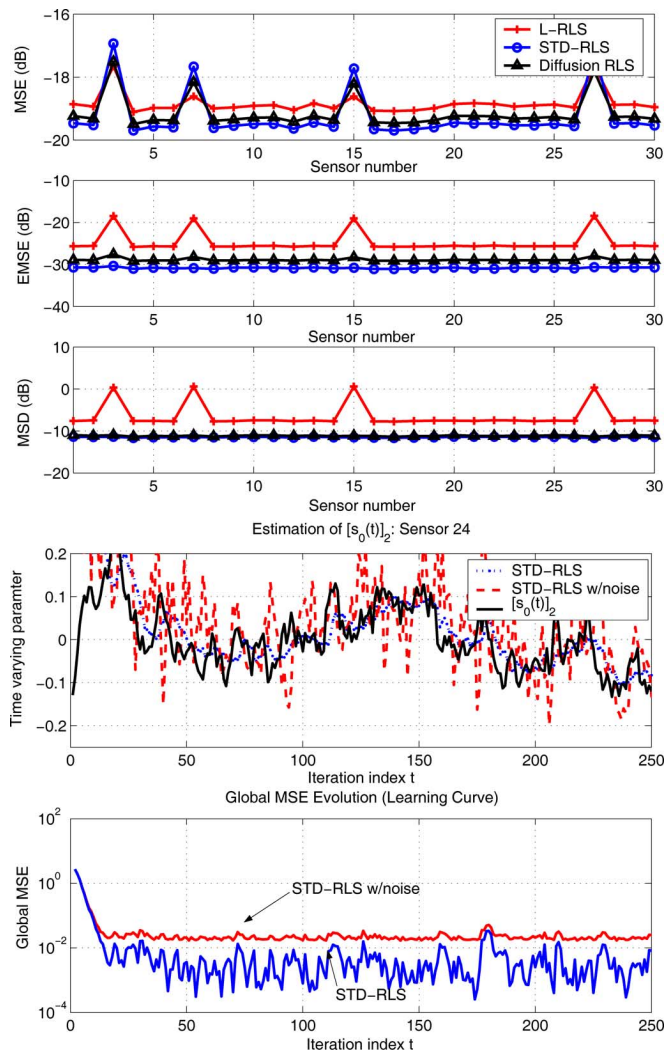 −16
L−RLS
STD−RLS
Diffusion RLS
−18
−20
MSE (dB)
5
10
15
20
25
30
Sensor number
−10
−20
−30
−40
EMSE (dB)
5
10
15
20
25
30
Sensor number
10
0
−10
−20
MSD (dB)
5
10
15
20
25
30
Sensor number
Estimation of [s0(t)]2: Sensor 24
0.2
0.1
0
−0.1
−0.2
Time varying paramter
STD−RLS
STD−RLS w/noise
[s0(t)]2
0
50
100
150
200
250
Iteration index t
Global MSE Evolution (Learning Curve)
10^2
10^0
10^−2
10^−4
Global MSE
STD−RLS w/noise
STD−RLS
0
50
100
150
200
250
Iteration index t